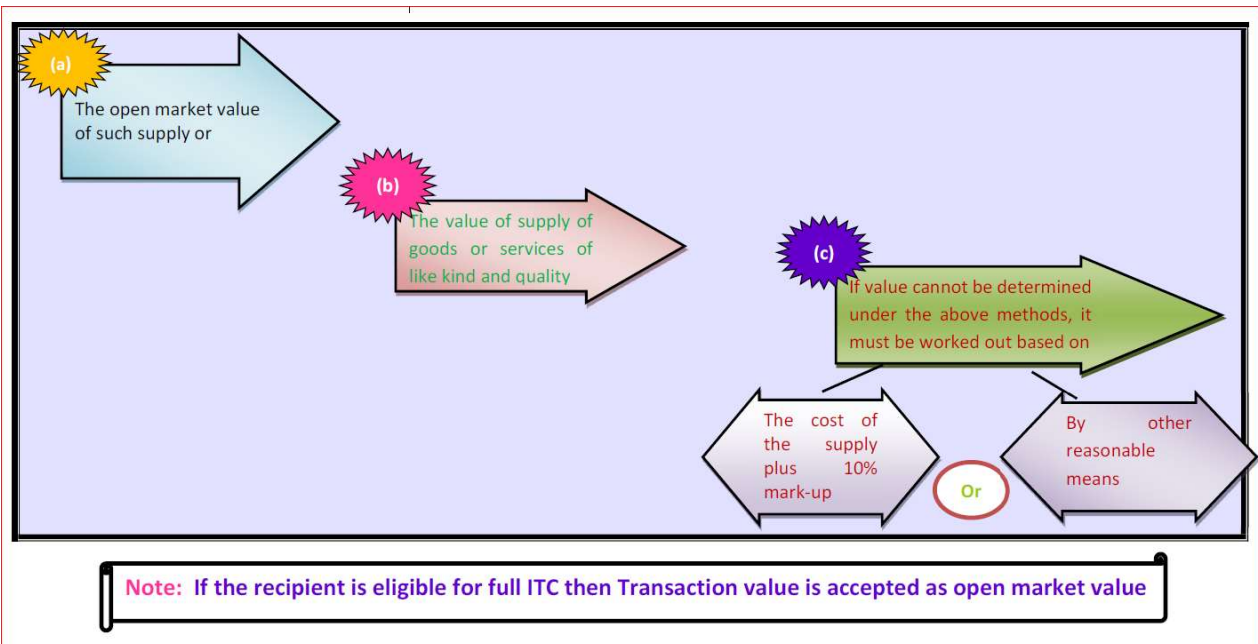 (a)
The open market value
of such supply or
(b)
The value of supply of
goods or services of
like kind and quality
(c)
If value cannot be determined
under the above methods, it
must be worked out based on
The cost of
the supply
plus 10%
mark-up
Or
By other
reasonable
means
Note: If the recipient is eligible for full ITC then Transaction value is accepted as open market value